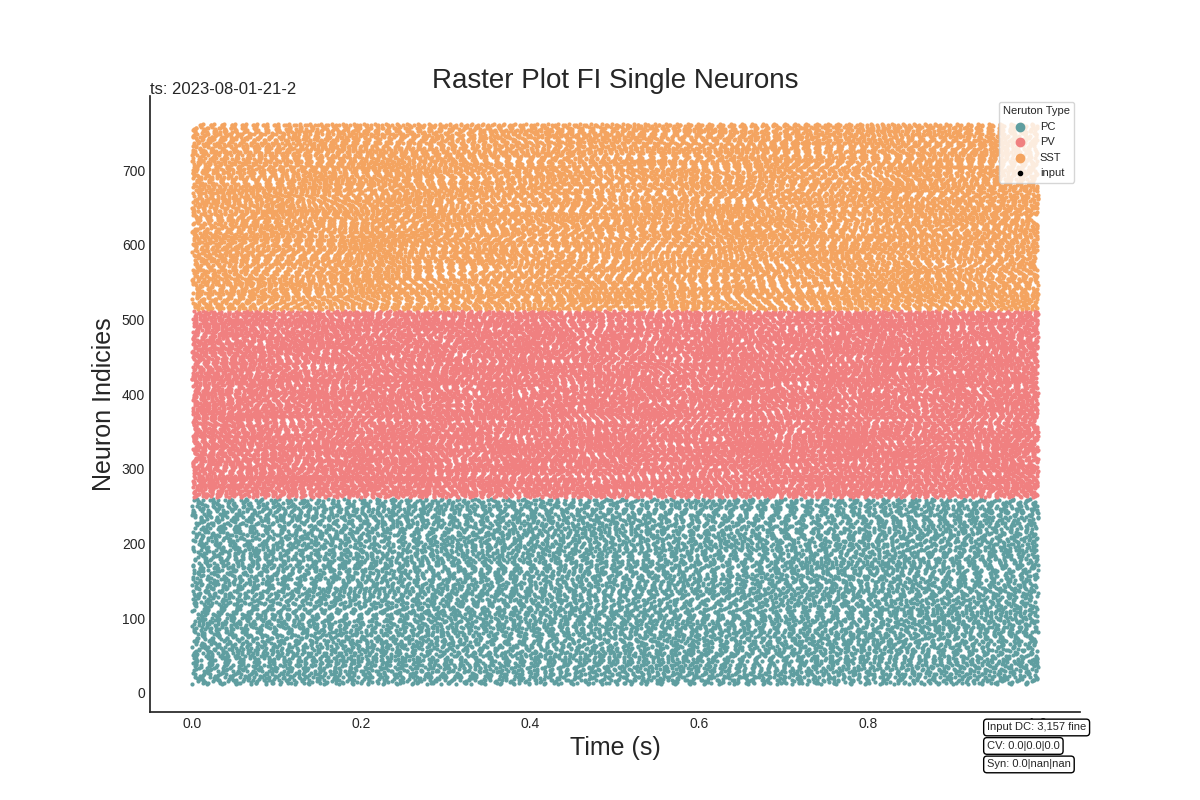 Raster Plot FI Single Neurons
ts: 2023-08-01-21-2
Neruton Type
PC
PV
SST
input
700
600
500
400
300
200
100
0
Neuron Indicies
0.0 0.2 0.4 0.6 0.8
Time (s)
Input DC: 3,157 fine
CV: 0.0|0.0|0.0
Syn: 0.0|nan|nan